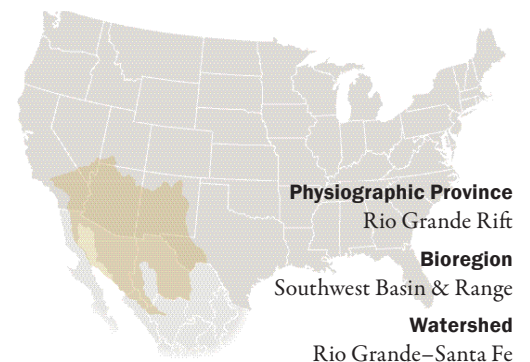 Physiographic Province
Rio Grande Rift
Bioregion
Southwest Basin & Range
Watershed
Rio Grande–Santa Fe